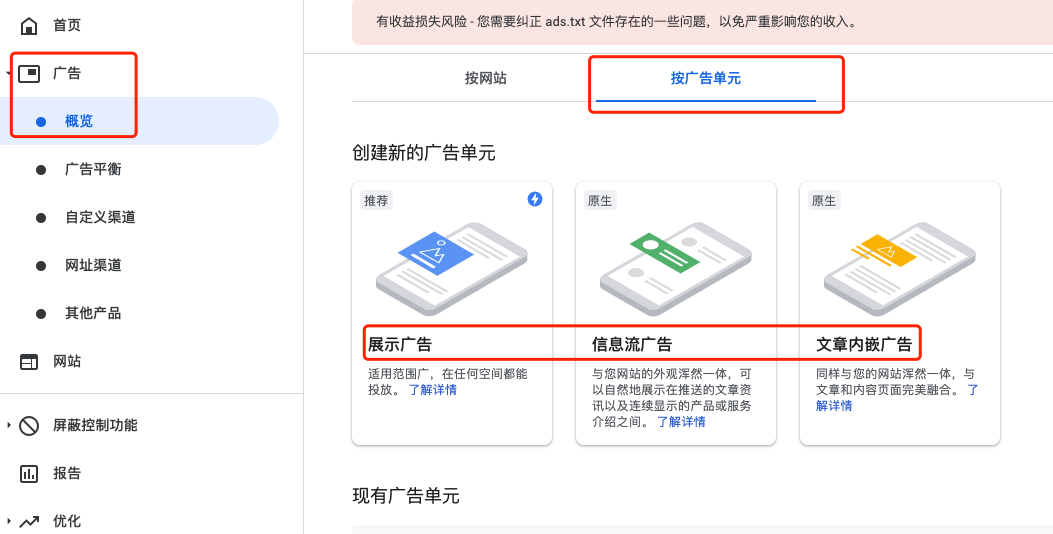 首页
广告
概览
广告平衡
自定义渠道
网址渠道
其他产品
网站
屏蔽控制功能
报告
优化
有收益损失风险 - 您需要纠正 ads.txt 文件存在的一些问题，以免严重影响您的收入。
按网站
按广告单元
创建新的广告单元
推荐
展示广告
适用范围广，在任何空间都能
投放。 了解详情
原生
信息流广告
与您网站的外观浑然一体，可
以自然地展示在推送的文章资
讯以及连续显示的产品或服务
介绍之间。 了解详情
原生
文章内嵌广告
同样与您的网站浑然一体，与
文章和内容页面完美融合。 了
解详情
现有广告单元